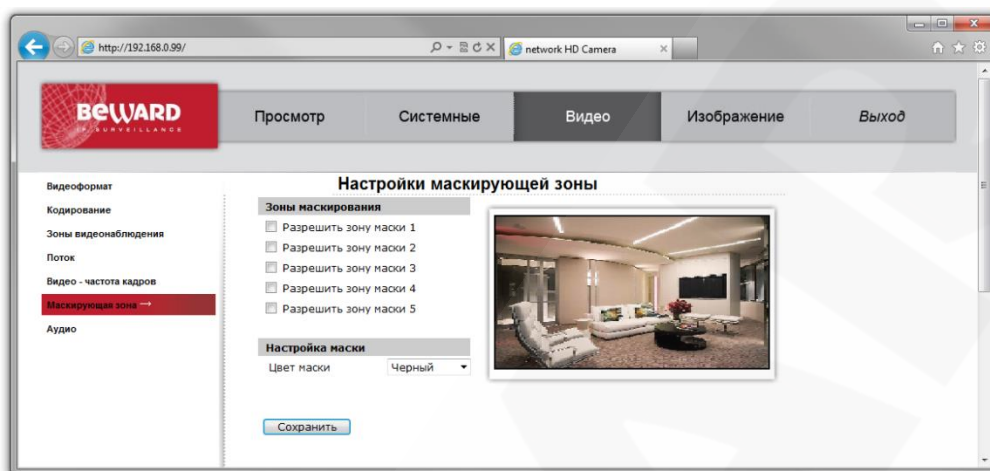 http://192.168.0.99/
network HD Camera
BEWARD
IP SURVEILLANCE
Просмотр
Системные
Видео
Изображение
Выход
Видеоформат
Кодирование
Зоны видеонаблюдения
Поток
Видео - частота кадров
Маскирующая зона →
Аудио
Настройки маскирующей зоны
Зоны маскирования
Разрешить зону маски 1
Разрешить зону маски 2
Разрешить зону маски 3
Разрешить зону маски 4
Разрешить зону маски 5
Настройка маски
Цвет маски Черный
Сохранить